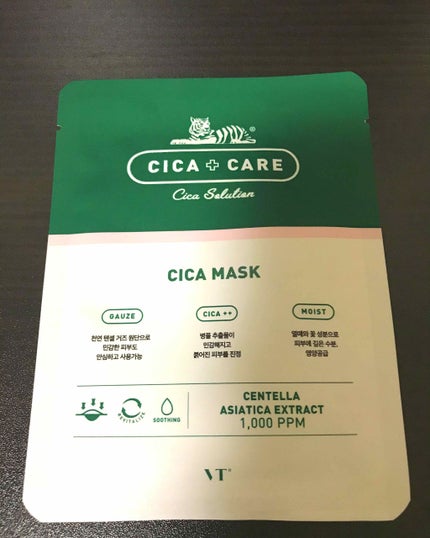 ®
CICA + CARE
Cica Solution
CICA MASK
GAUZE
천연 텐셀 거즈 원단으로
민감한 피부도
안심하고 사용가능
CICA ++
병풀 추출물이
민감해지고
붉어진 피부를 진정
MOIST
열매와 꽃 성분으로
피부에 깊은 수분,
영양공급
REVITALIZE
SOOTHING
CENTELLA
ASIATICA EXTRACT
1,000 PPM
VT®